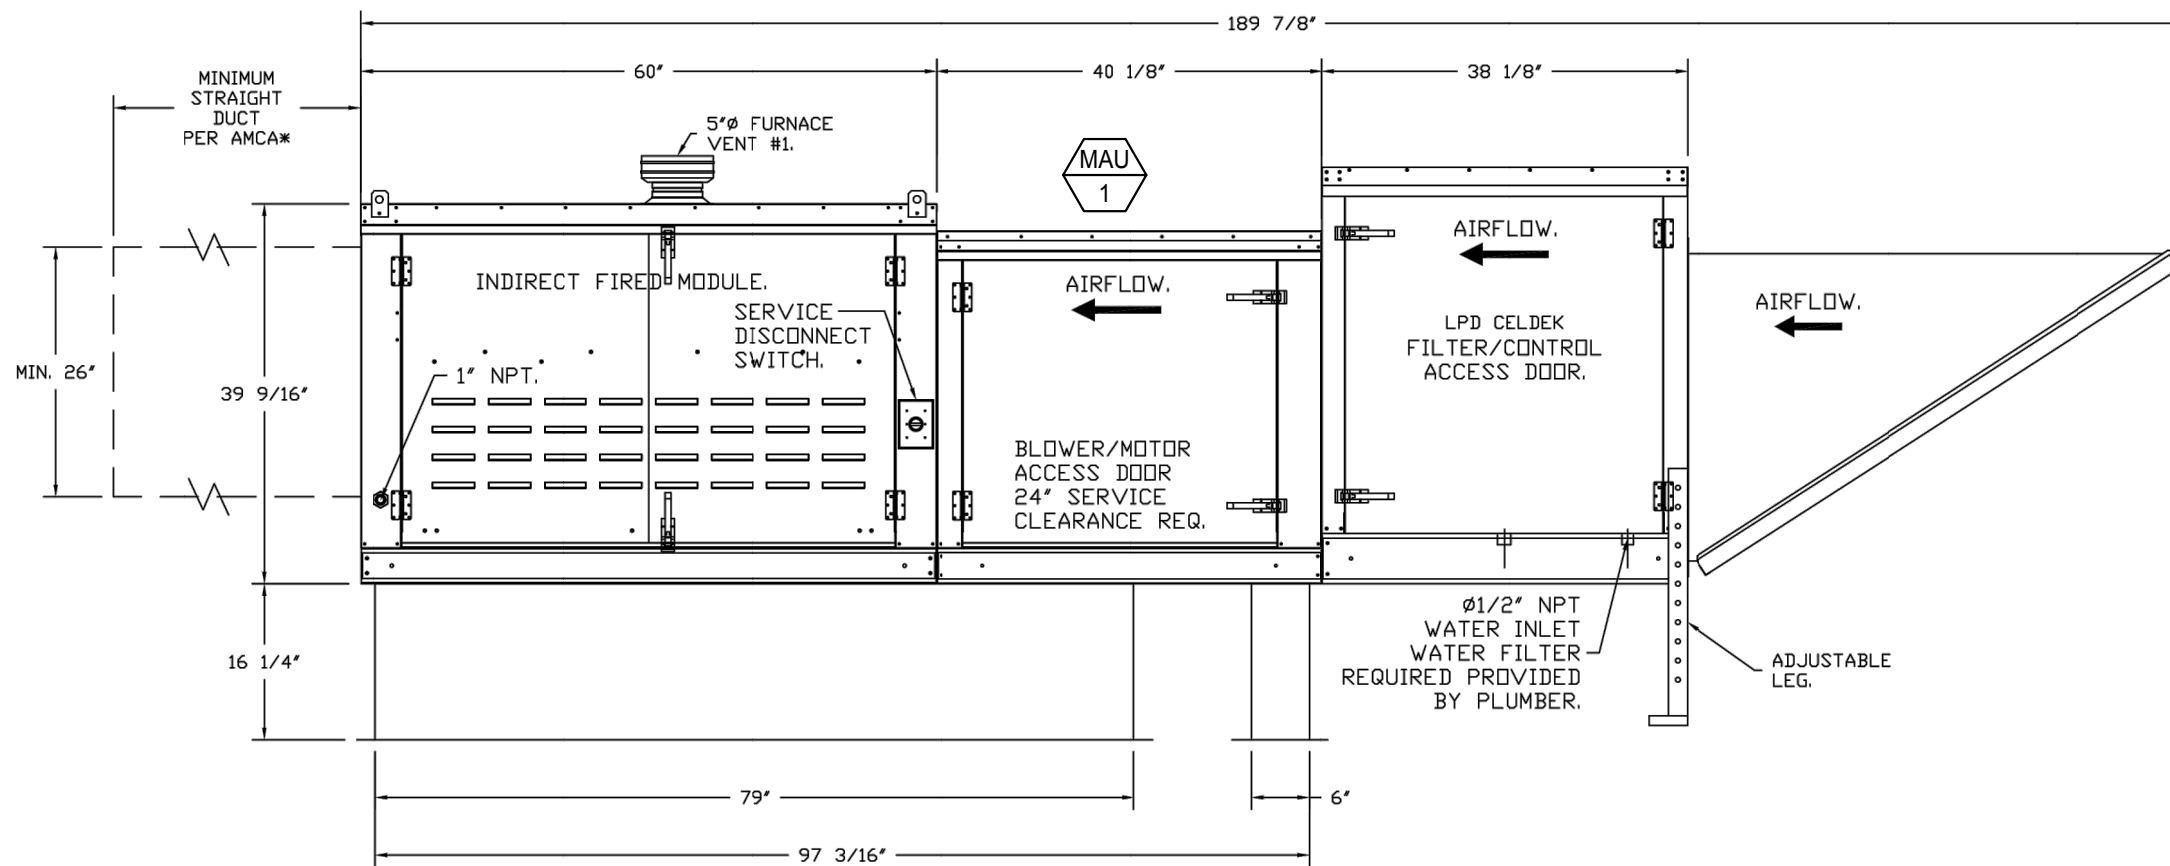 189 7/8"
60"
40 1/8"
38 1/8"
MINIMUM
STRAIGHT
DUCT
PER AMCA*
5"ø FURNACE
VENT #1.
MAU
1
AIRFLOW.
INDIRECT FIRED MODULE.
AIRFLOW.
AIRFLOW.
SERVICE
DISCONNECT
SWITCH.
LPD CELDEK
FILTER/CONTROL
ACCESS DOOR.
MIN. 26"
1" NPT.
39 9/16"
BLOWER/MOTOR
ACCESS DOOR
24" SERVICE
CLEARANCE REQ.
ø1/2" NPT
WATER INLET
WATER FILTER
REQUIRED PROVIDED
BY PLUMBER.
16 1/4"
ADJUSTABLE
LEG.
79"
6"
97 3/16"